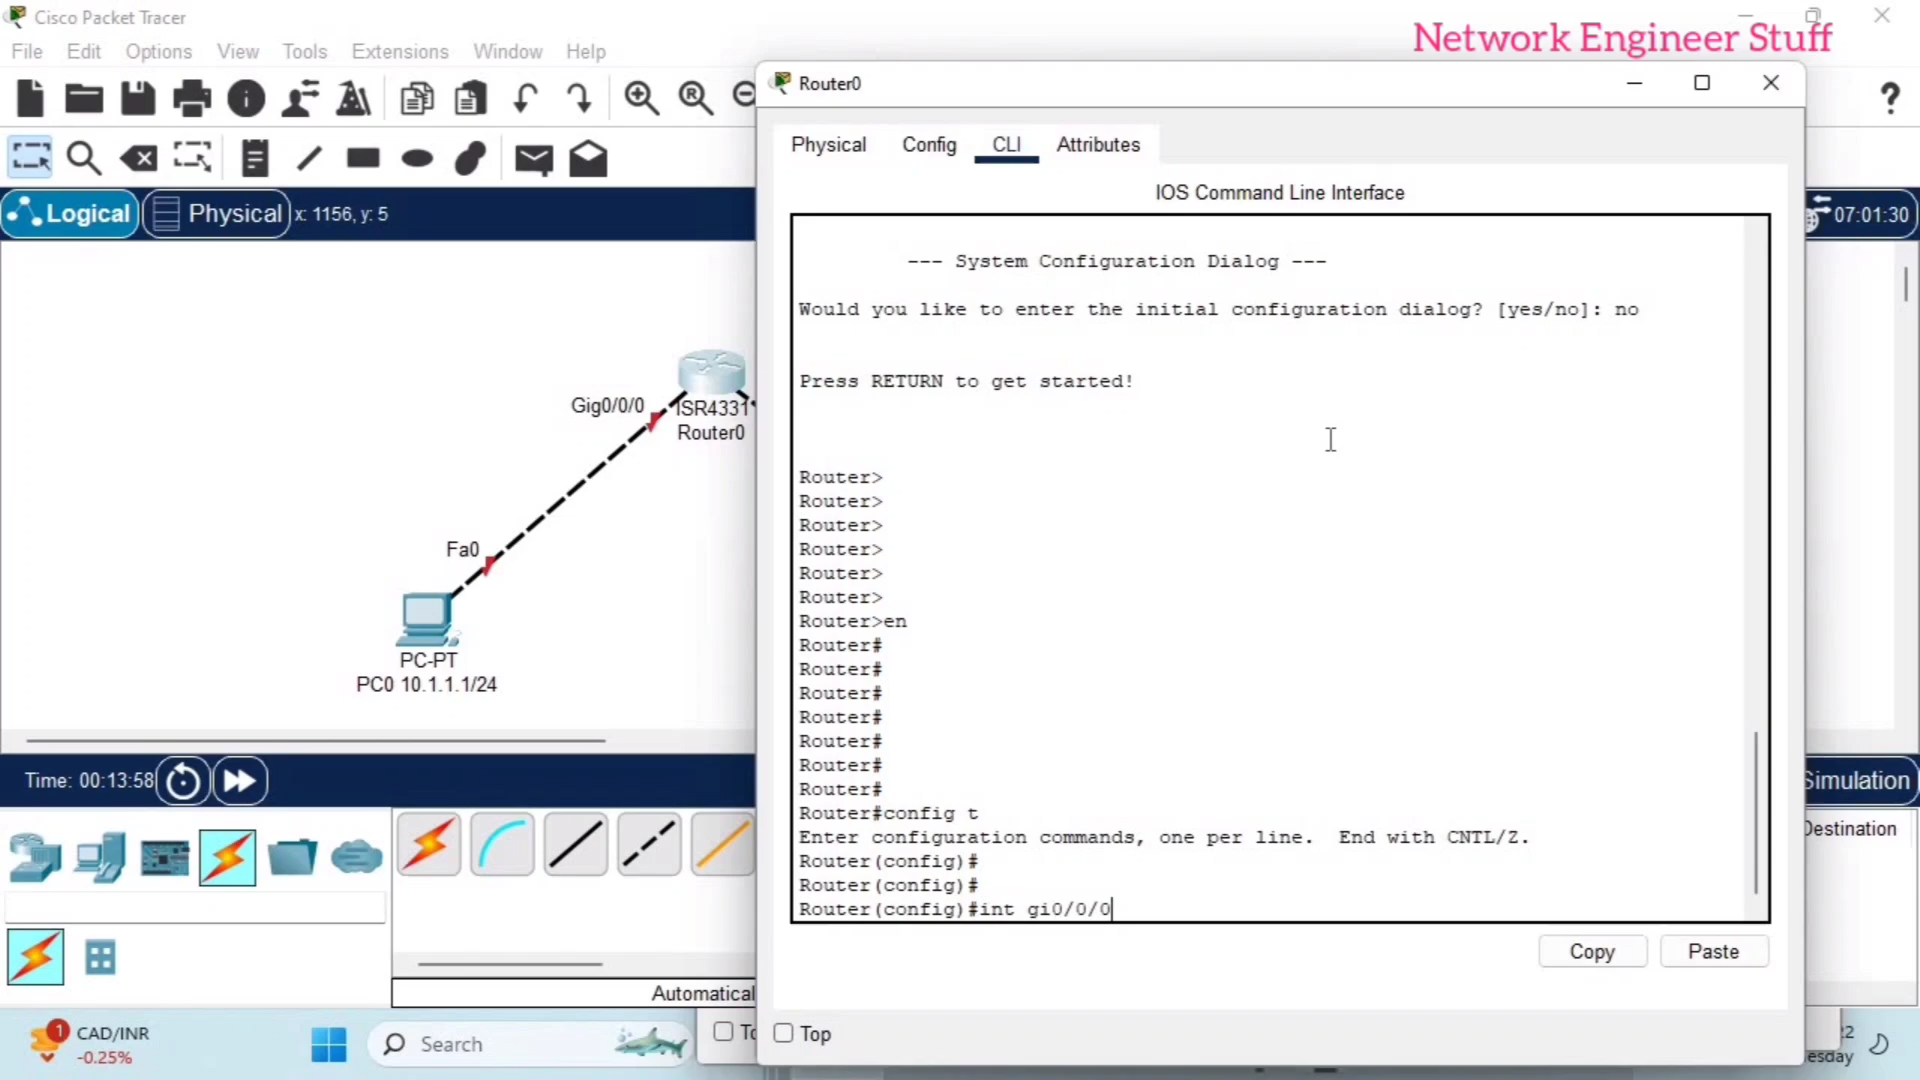 Cisco Packet Tracer
Network Engineer Stuff
File Edit Options View Tools Extensions Window Help
Router0
Physical Config CLI Attributes
IOS Command Line Interface
Logical Physical x: 1156, y: 5
07:01:30
--- System Configuration Dialog ---
Would you like to enter the initial configuration dialog? [yes/no]: no
Press RETURN to get started!
Router>
Router>
Router>
Router>
Router>
Router>
Router>en
Router#
Router#
Router#
Router#
Router#
Router#
Router#
Router#config t
Enter configuration commands, one per line.  End with CNTL/Z.
Router(config)#
Router(config)#
Router(config)#int gi0/0/0
Gig0/0/0
ISR4331
Router0
Fa0
PC-PT
PC0 10.1.1.1/24
Time: 00:13:58
Simulation
Destination
Copy Paste
Automatical
Top
1
CAD/INR
-0.25%
Search